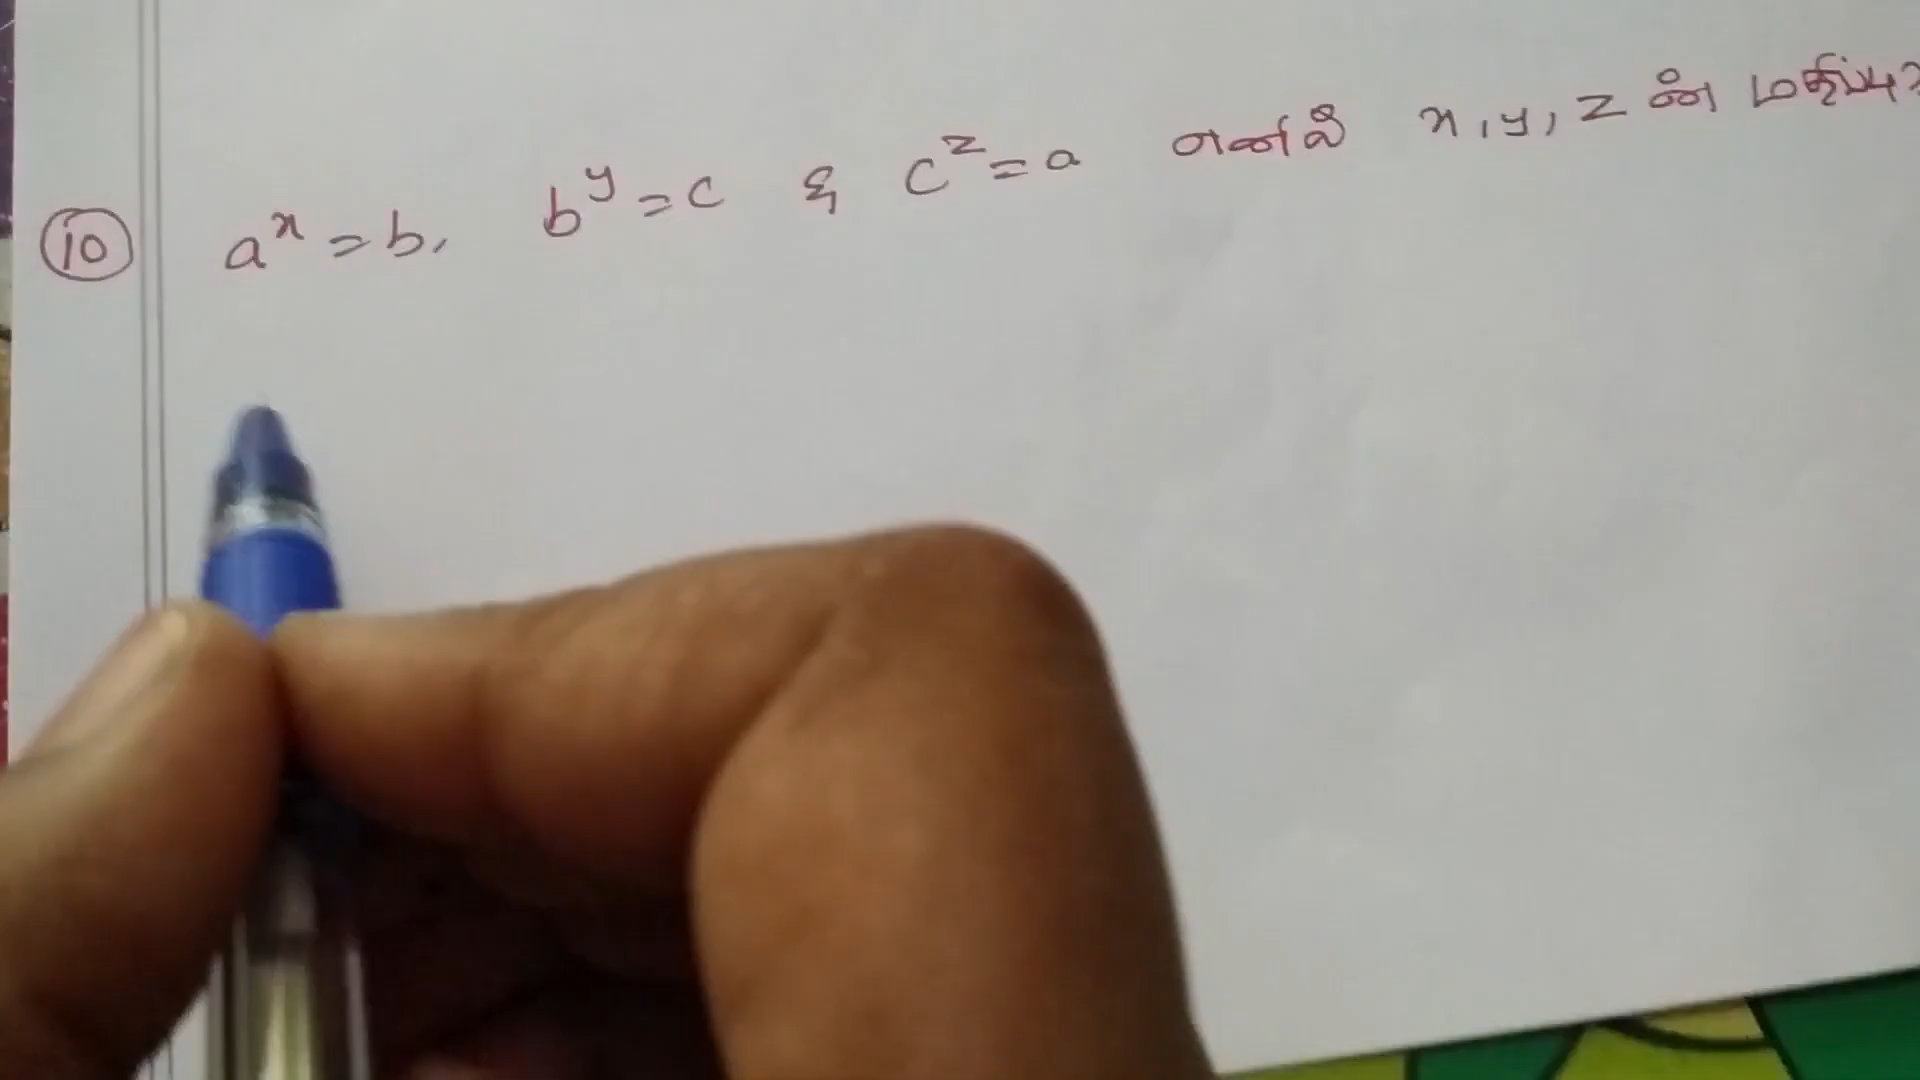 10 a^x = b, b^y = c & c^z = a எனில் x, y, z ன் மதிப்பு?